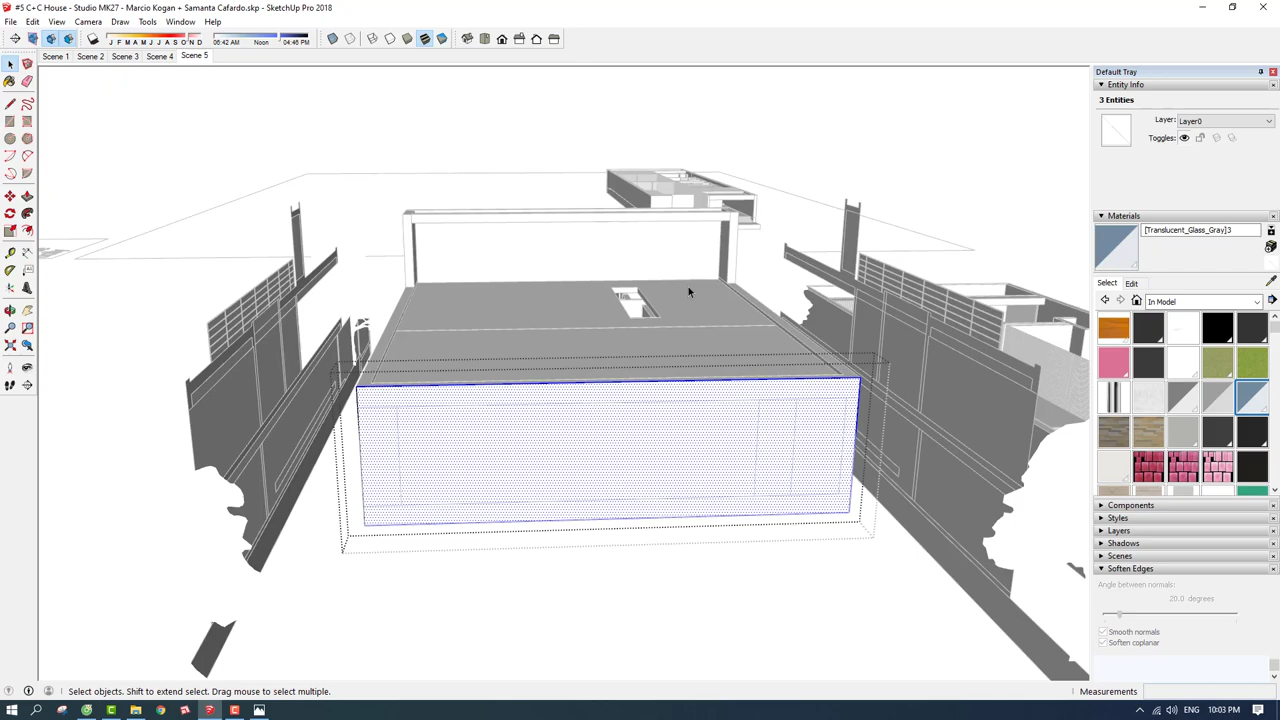 #5 C+C House - Studio MK27 - Marcio Kogan + Samanta Cafardo.skp - SketchUp Pro 2018
File Edit View Camera Draw Tools Window Help
J F M A M J J A S O N D 06:42 AM Noon 04:46 PM
Scene 1 Scene 2 Scene 3 Scene 4 Scene 5
Default Tray
Entity Info
3 Entities
Layer: Layer0
Toggles:
Materials
[Translucent_Glass_Gray]3
Select Edit
In Model
Components
Styles
Layers
Shadows
Scenes
Soften Edges
Angle between normals:
20.0 degrees
Smooth normals
Soften coplanar
Select objects. Shift to extend select. Drag mouse to select multiple.
Measurements
ENG 10:03 PM